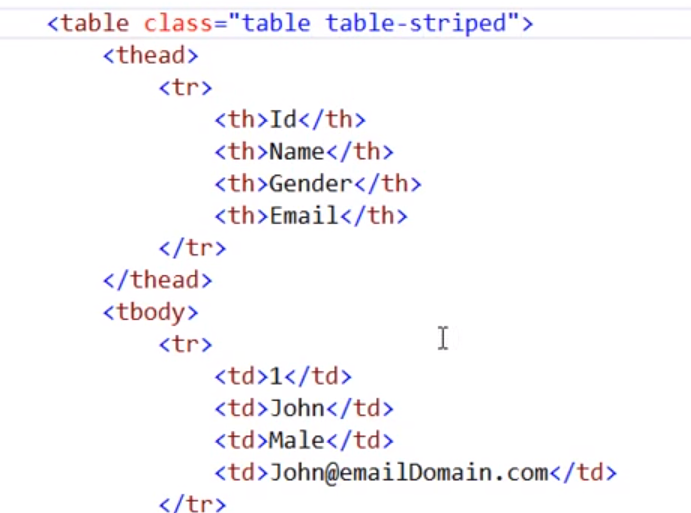 <table class="table table-striped">
<thead>
<tr>
<th>Id</th>
<th>Name</th>
<th>Gender</th>
<th>Email</th>
</tr>
</thead>
<tbody>
<tr>
<td>1</td>
<td>John</td>
<td>Male</td>
<td>John@emailDomain.com</td>
</tr>